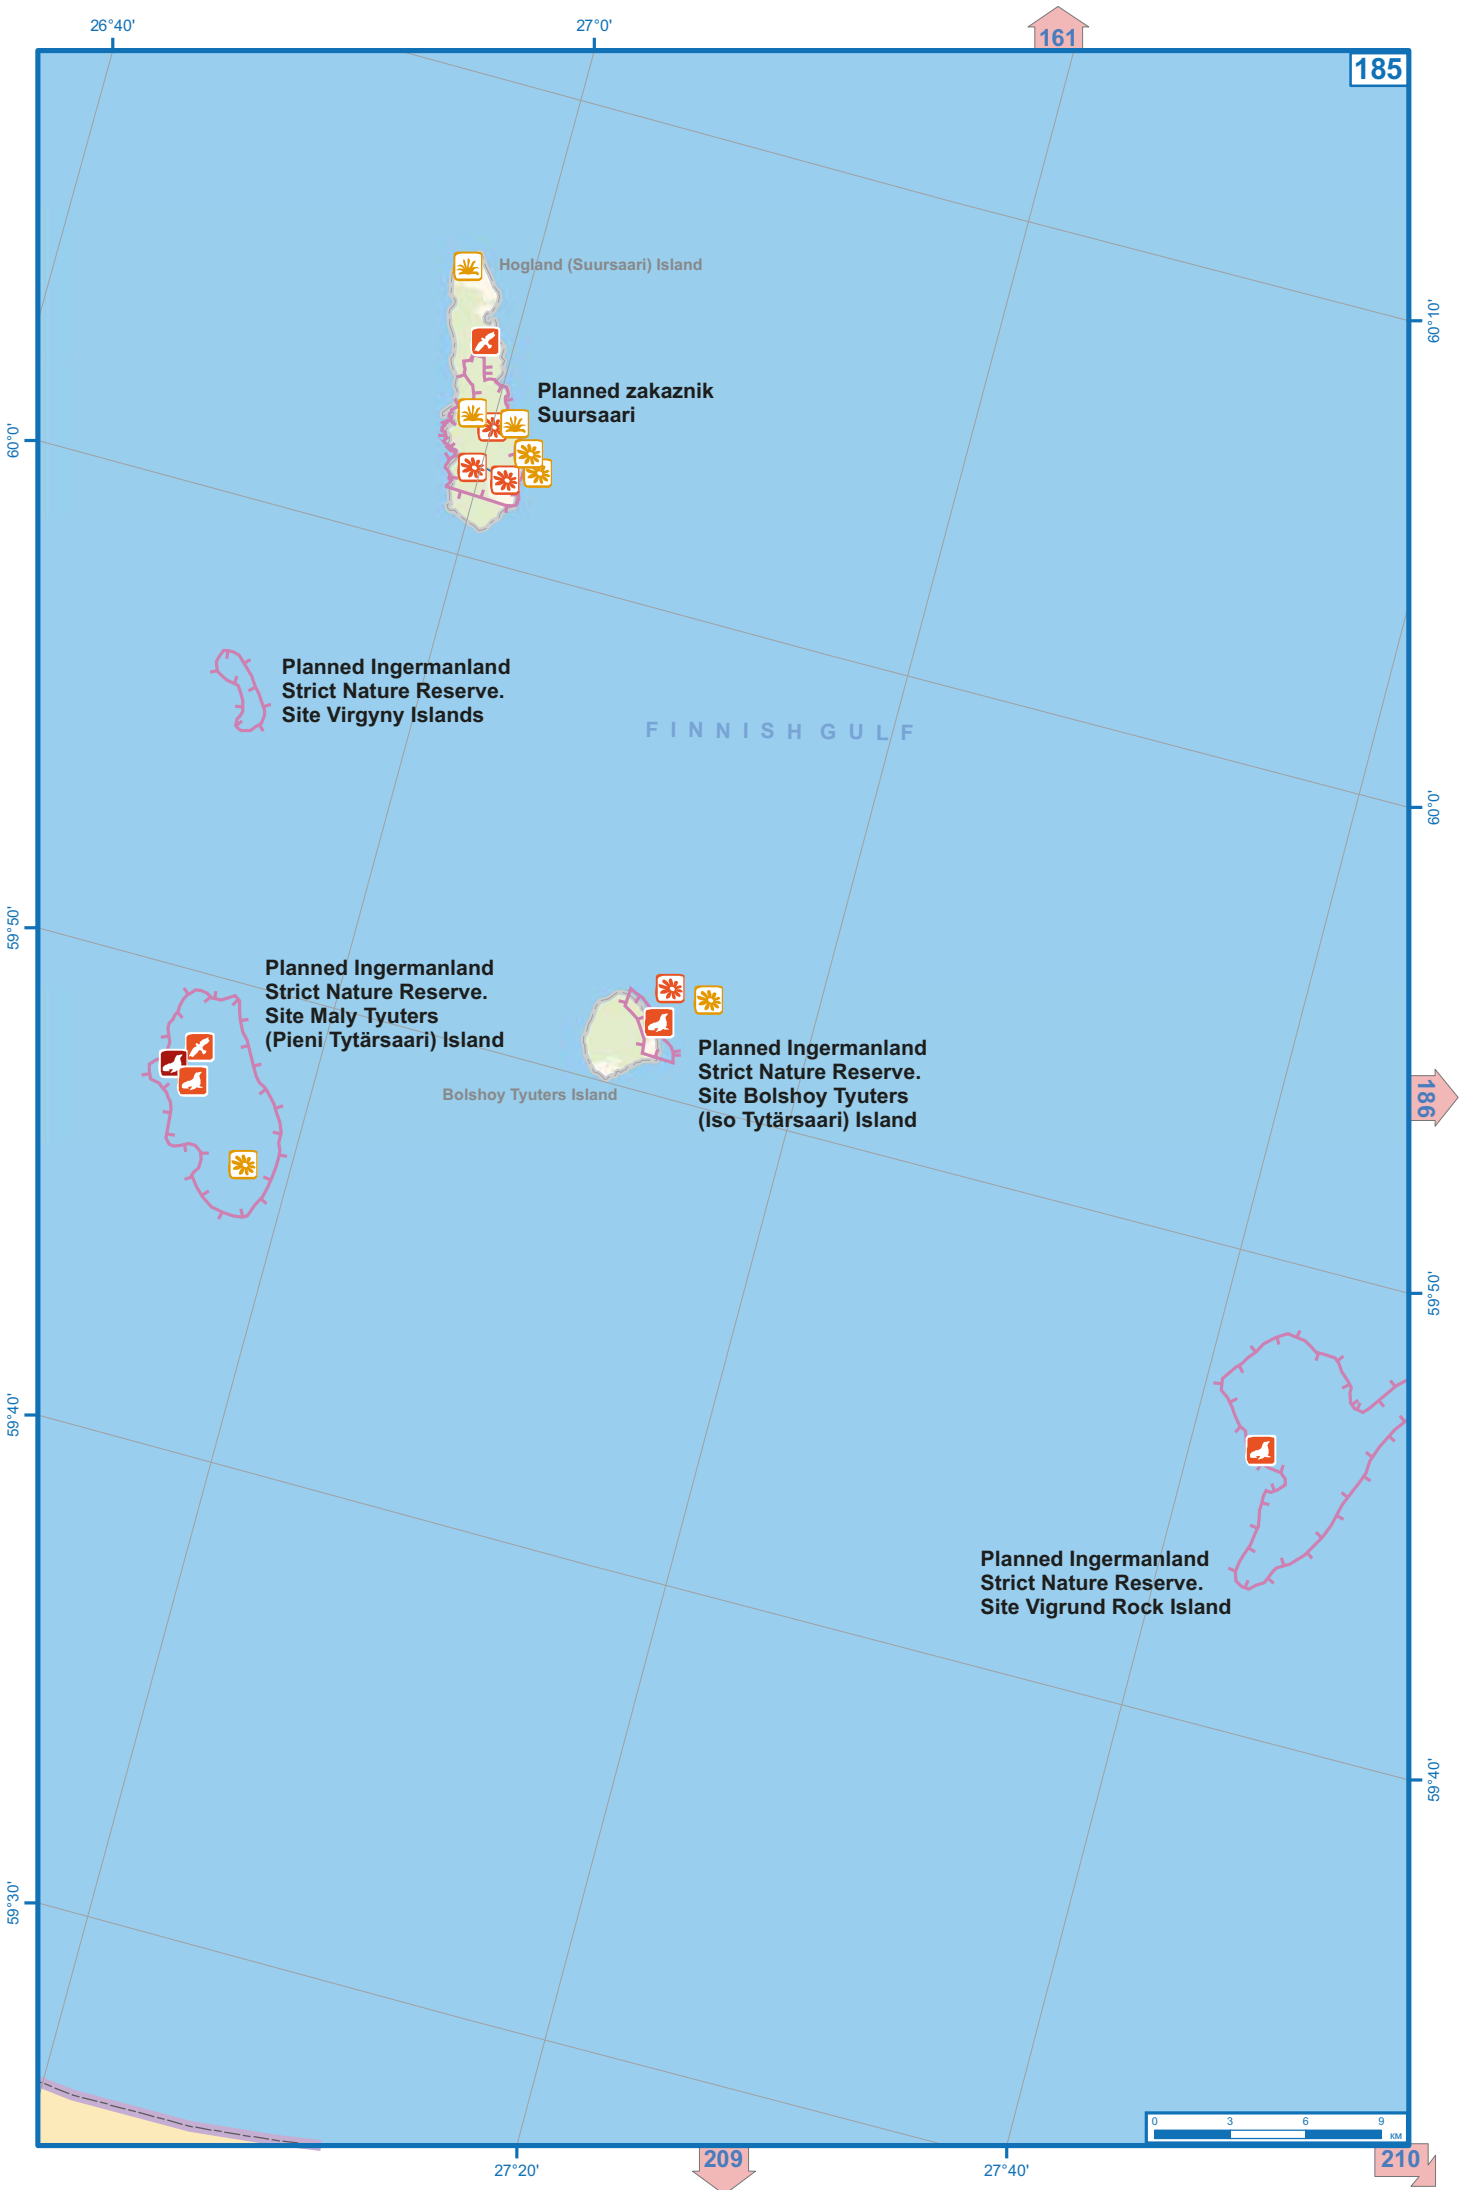 26°40'
27°0'
161
185
Hogland (Suursaari) Island
60°10'
Planned zakaznik
Suursaari
60°0'
Planned Ingermanland
Strict Nature Reserve.
Site Virgyny Islands
FINNISH GULF
60°0'
59°50'
Planned Ingermanland
Strict Nature Reserve.
Site Maly Tyuters
(Pieni Tytärsaari) Island
Planned Ingermanland
Strict Nature Reserve.
Site Bolshoy Tyuters
(Iso Tytärsaari) Island
Bolshoy Tyuters Island
186
59°50'
59°40'
Planned Ingermanland
Strict Nature Reserve.
Site Vigrund Rock Island
59°40'
59°30'
0 3 6 9
км
27°20'
209
27°40'
210